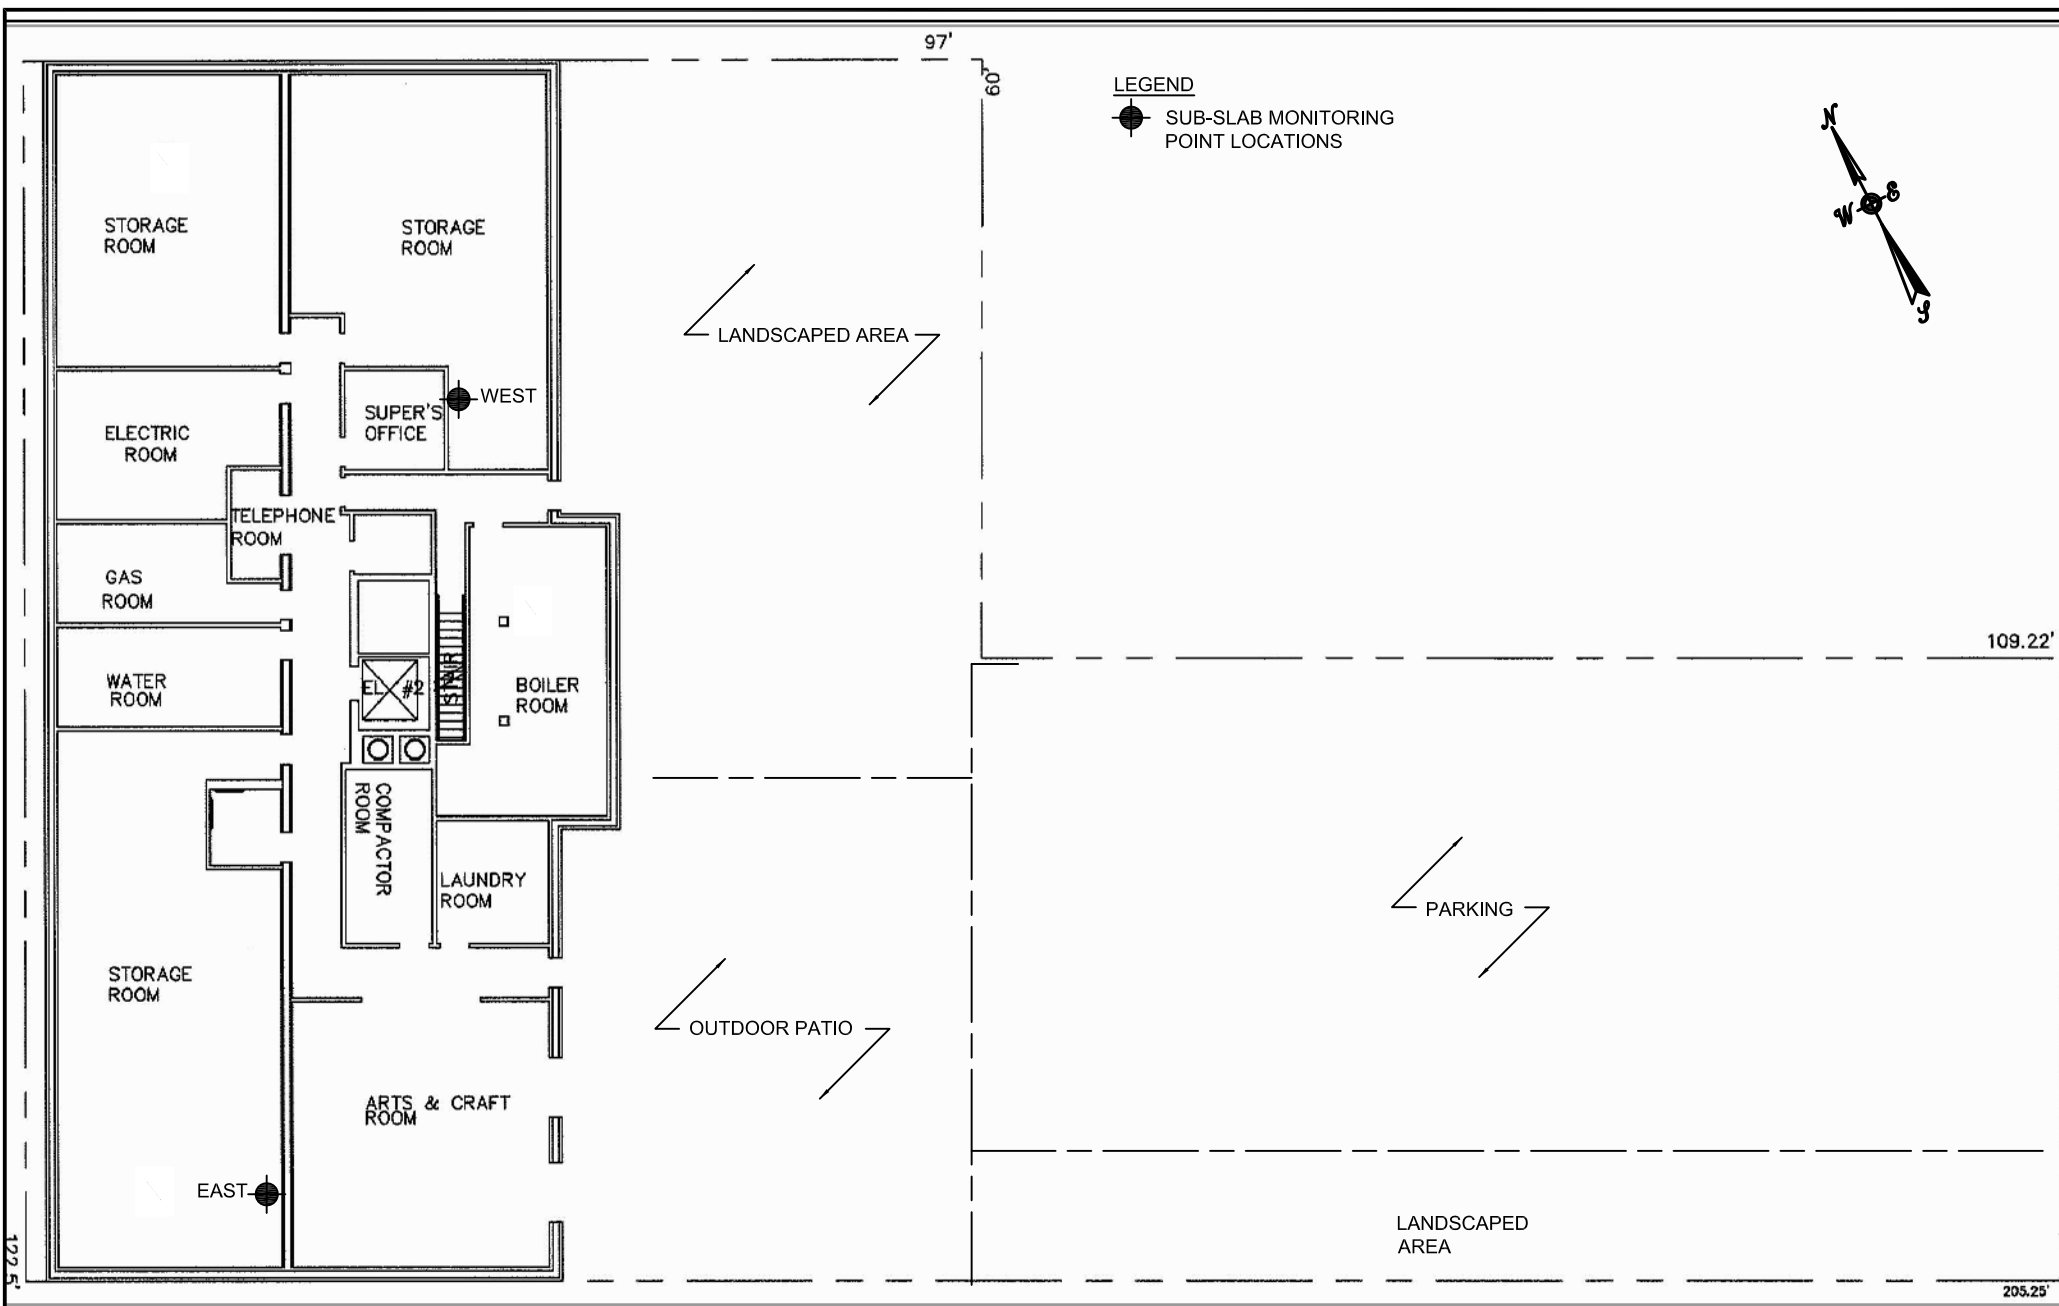 97'
60'
LEGEND
SUB-SLAB MONITORING
POINT LOCATIONS
N
E
W
S
STORAGE
ROOM
STORAGE
ROOM
LANDSCAPED AREA
WEST
SUPER'S
OFFICE
ELECTRIC
ROOM
TELEPHONE
ROOM
GAS
ROOM
109.22'
WATER
ROOM
EL #2
STAIR
BOILER
ROOM
COMPACTOR
ROOM
LAUNDRY
ROOM
PARKING
STORAGE
ROOM
OUTDOOR PATIO
ARTS & CRAFT
ROOM
EAST
LANDSCAPED
AREA
122.5'
205.25'